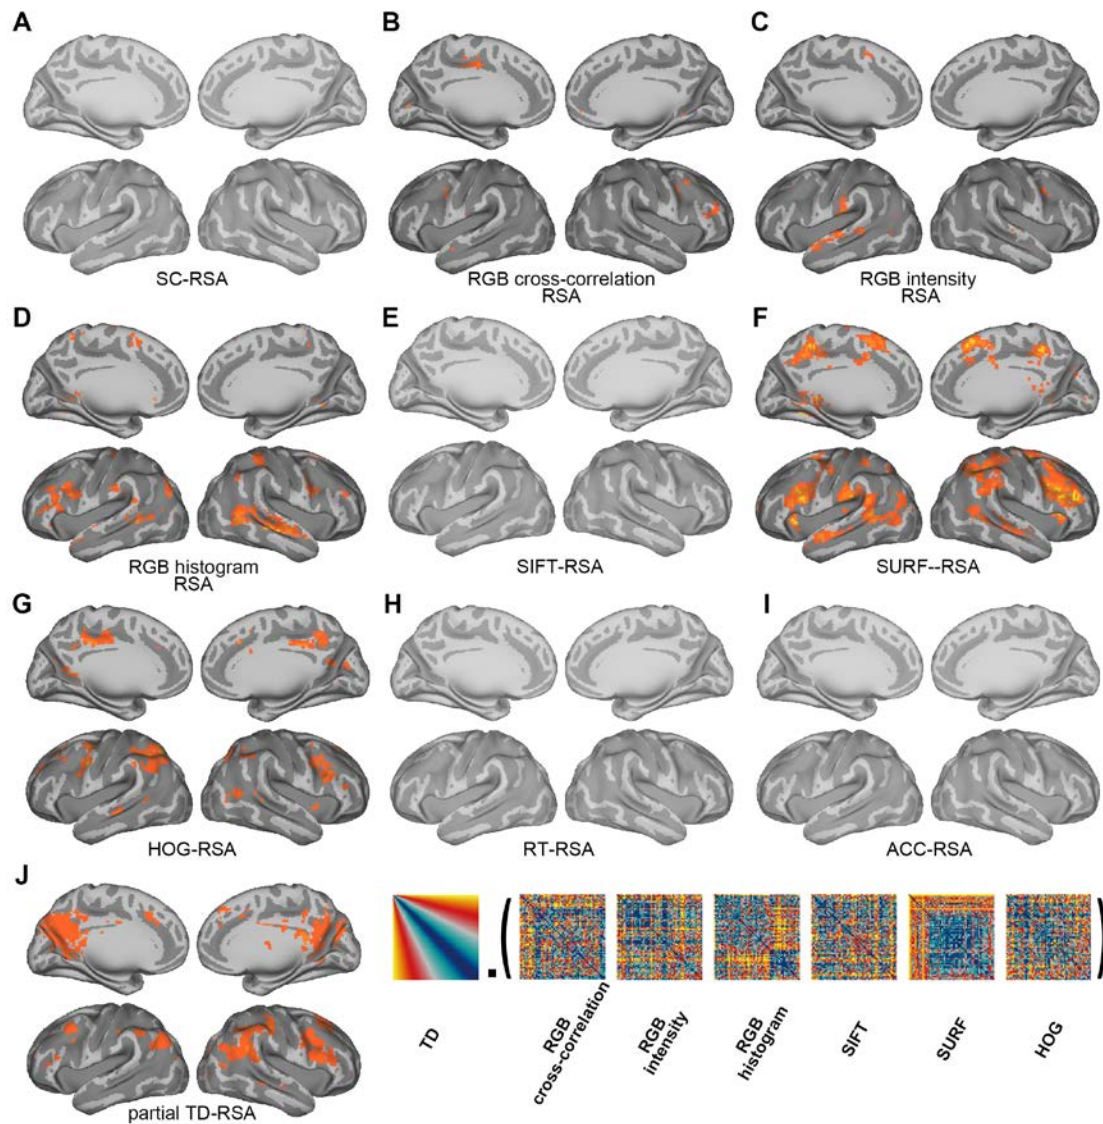 A
B
C
SC-RSA
RGB cross-correlation
RSA
RGB intensity
RSA
D
E
F
RGB histogram
RSA
SIFT-RSA
SURF--RSA
G
H
I
HOG-RSA
RT-RSA
ACC-RSA
J
.(
)
TD
RGB
cross-correlation
RGB
intensity
RGB
histogram
SIFT
SURF
HOG
partial TD-RSA